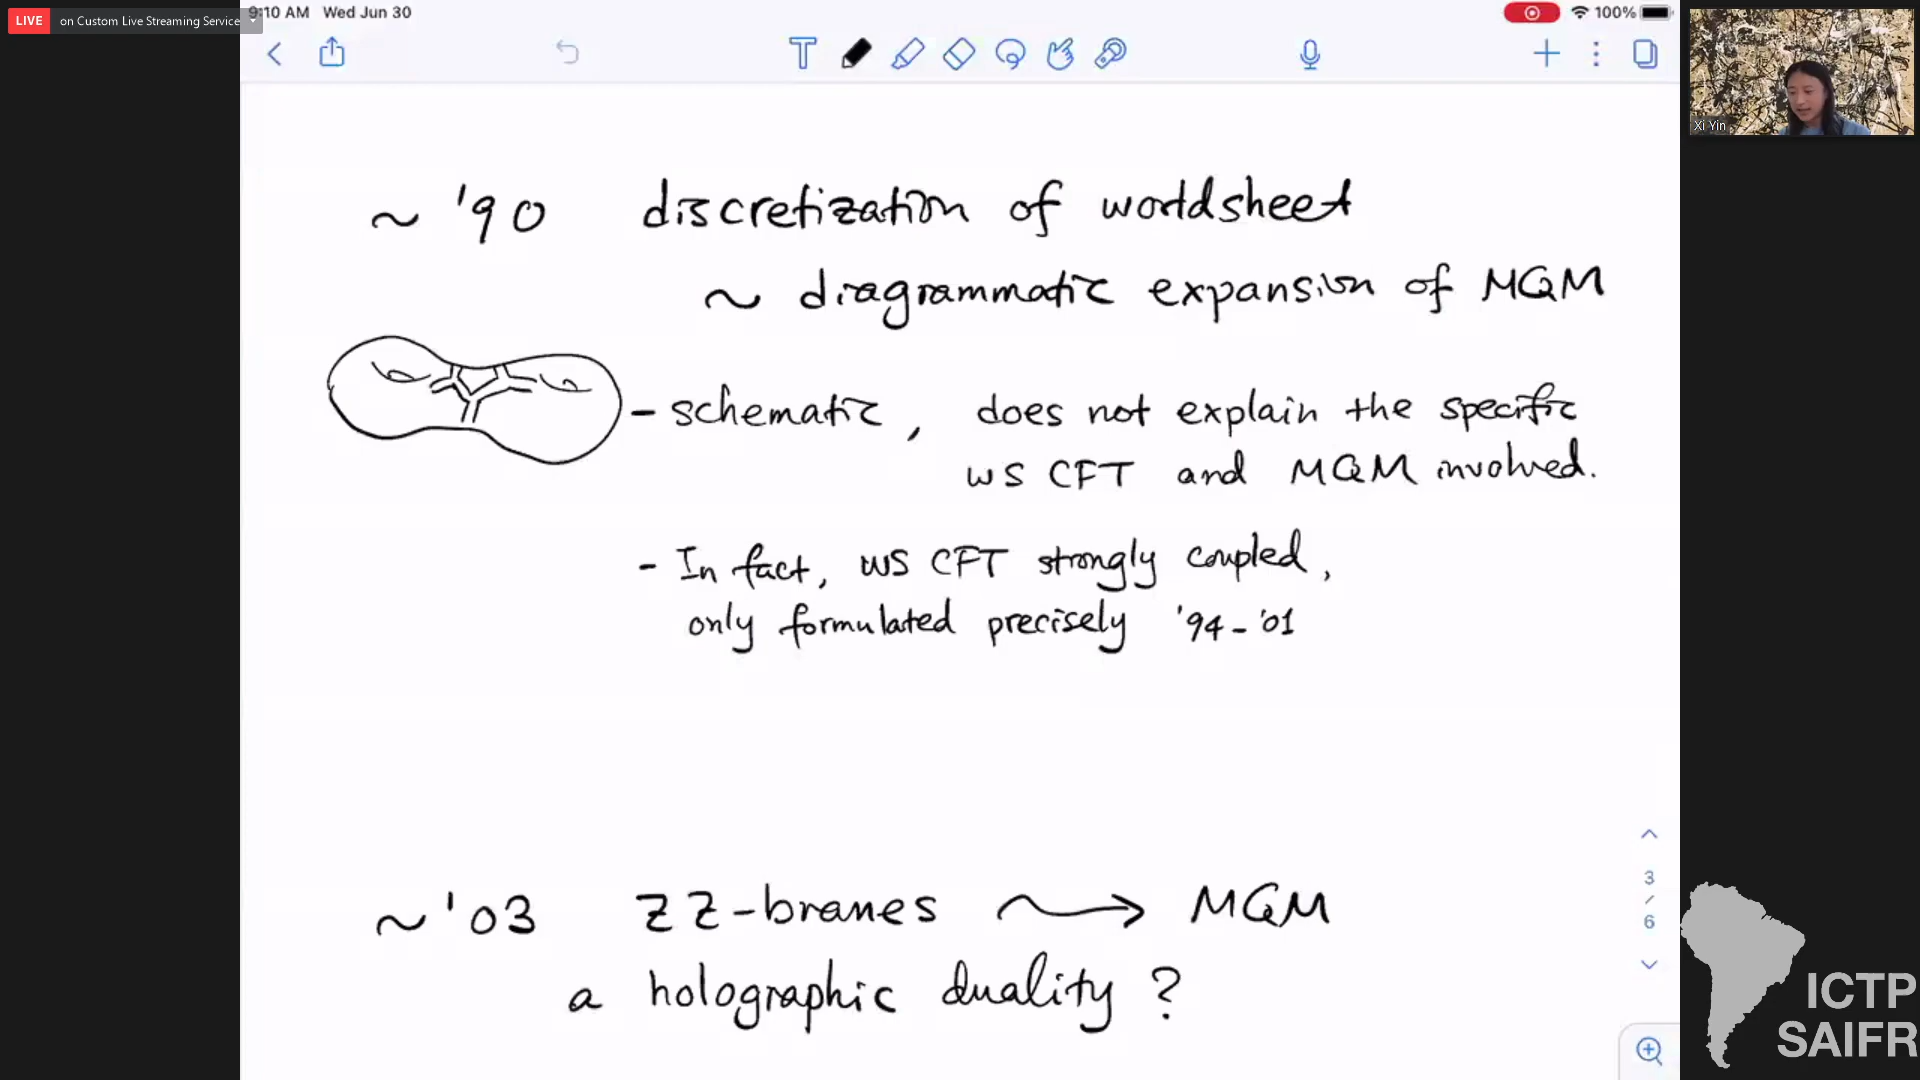 LIVE on Custom Live Streaming Service
9:10 AM Wed Jun 30
100%
Xi Yin
~ '90 discretization of worldsheet
~ diagrammatic expansion of MQM
- schematic, does not explain the specific
WS CFT and MQM involved.
- In fact, WS CFT strongly coupled,
only formulated precisely '94-'01
3
6
~'03 ZZ-branes → MQM
a holographic duality ?
ICTP
SAIFR